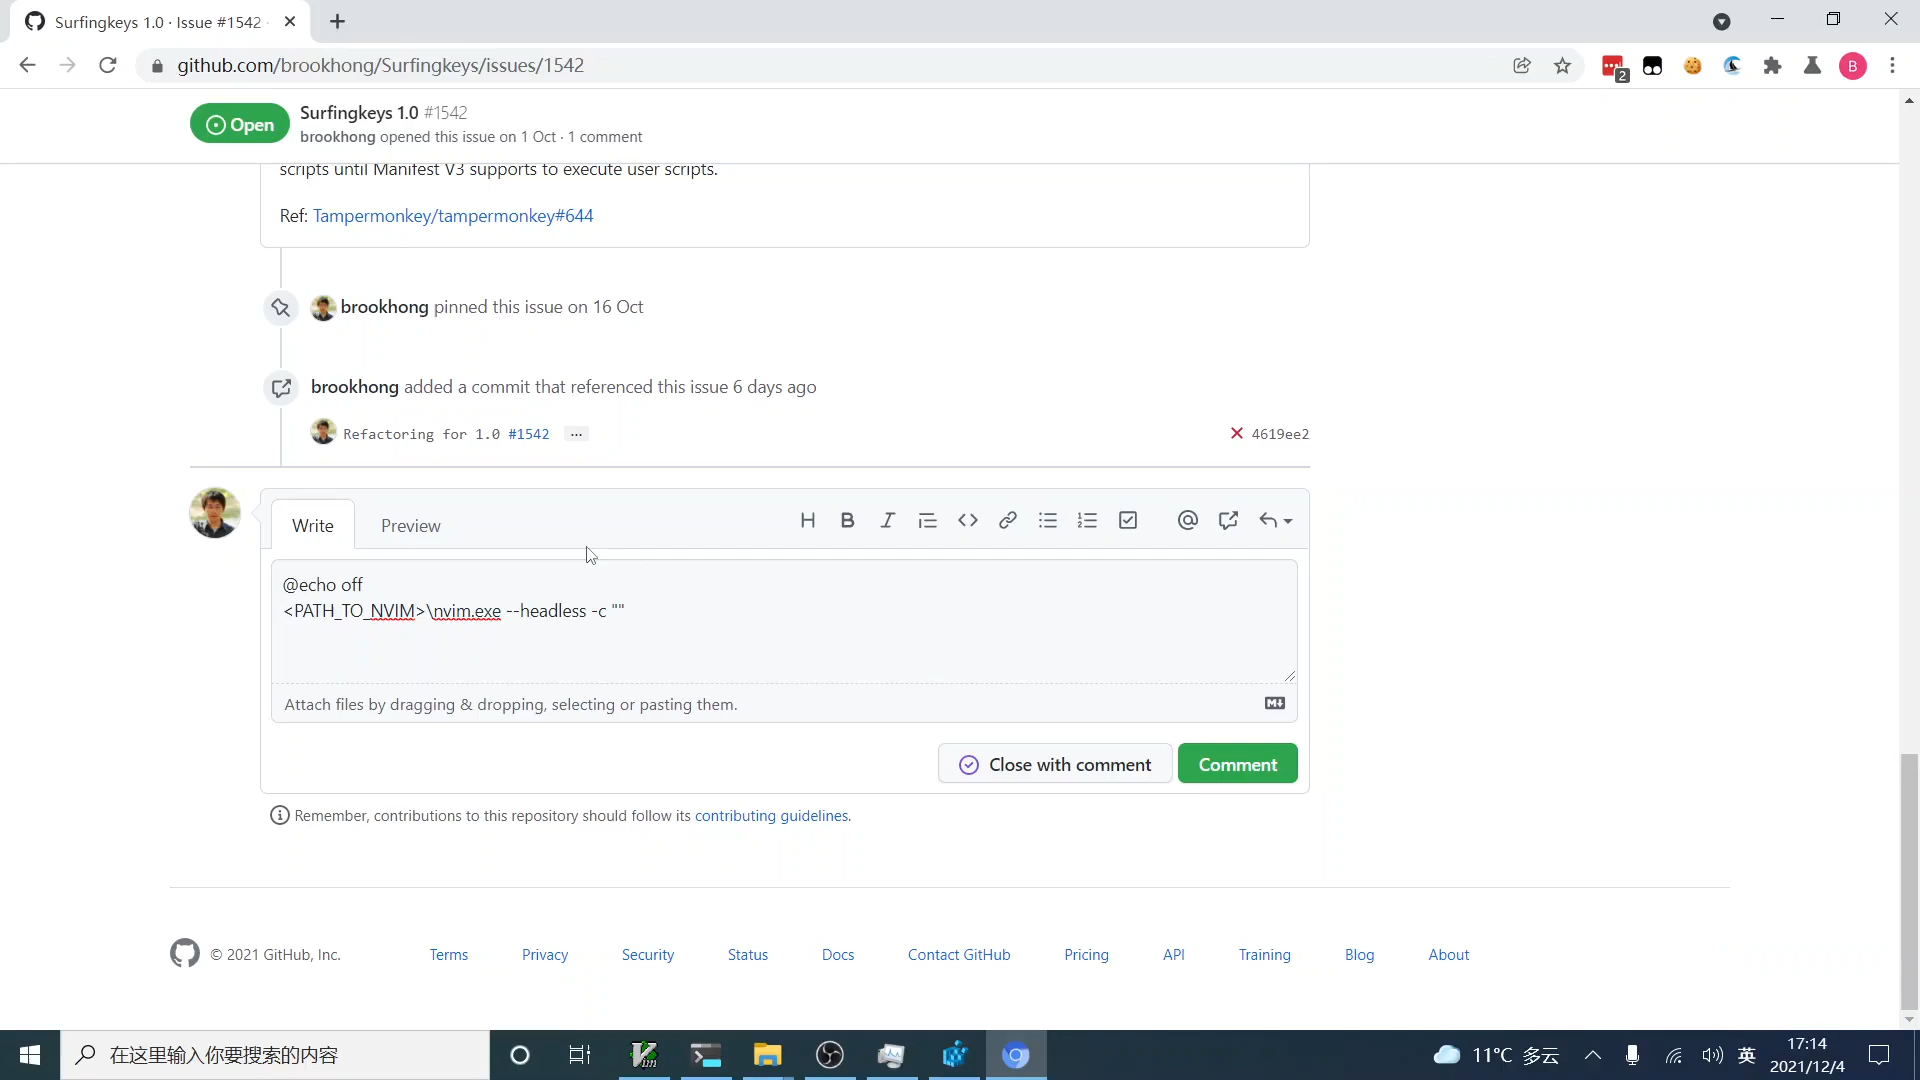 Surfingkeys 1.0 · Issue #1542 ·
github.com/brookhong/Surfingkeys/issues/1542
2
B
Open
Surfingkeys 1.0 #1542
brookhong opened this issue on 1 Oct · 1 comment
scripts until Manifest V3 supports to execute user scripts.
Ref: Tampermonkey/tampermonkey#644
brookhong pinned this issue on 16 Oct
brookhong added a commit that referenced this issue 6 days ago
Refactoring for 1.0 #1542 ... 4619ee2
Write
Preview
@echo off
<PATH_TO_NVIM>\nvim.exe --headless -c ""
Attach files by dragging & dropping, selecting or pasting them.
Close with comment
Comment
Remember, contributions to this repository should follow its contributing guidelines.
© 2021 GitHub, Inc. Terms Privacy Security Status Docs Contact GitHub Pricing API Training Blog About
在这里输入你要搜索的内容
11°C 多云
英
17:14
2021/12/4